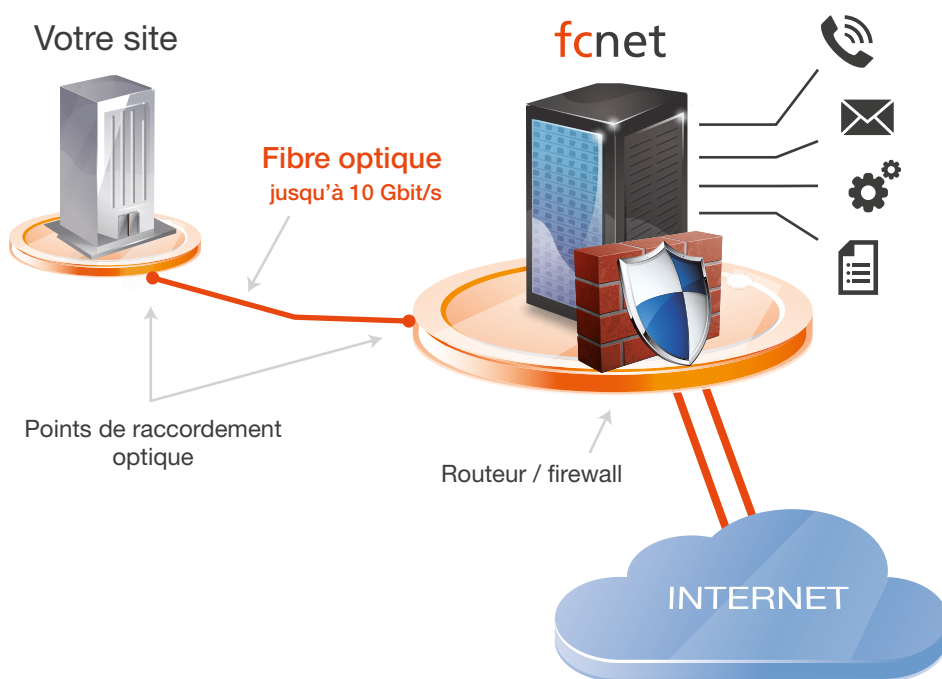 Votre site
fcnet
Fibre optique
jusqu'à 10 Gbit/s
Points de raccordement
optique
Routeur / firewall
INTERNET